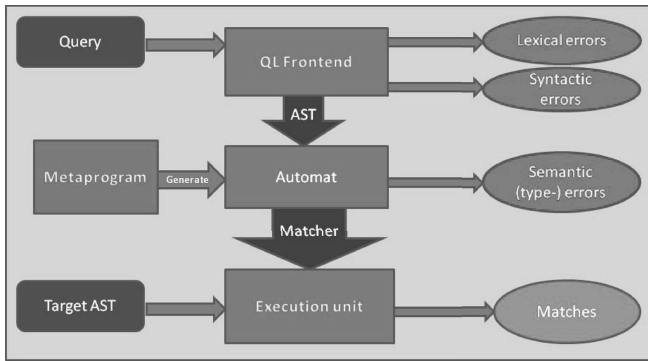 Query
QL Frontend
Lexical errors
Syntactic
errors
AST
Metaprogram
Generate
Automat
Semantic
(type-) errors
Matcher
Target AST
Execution unit
Matches